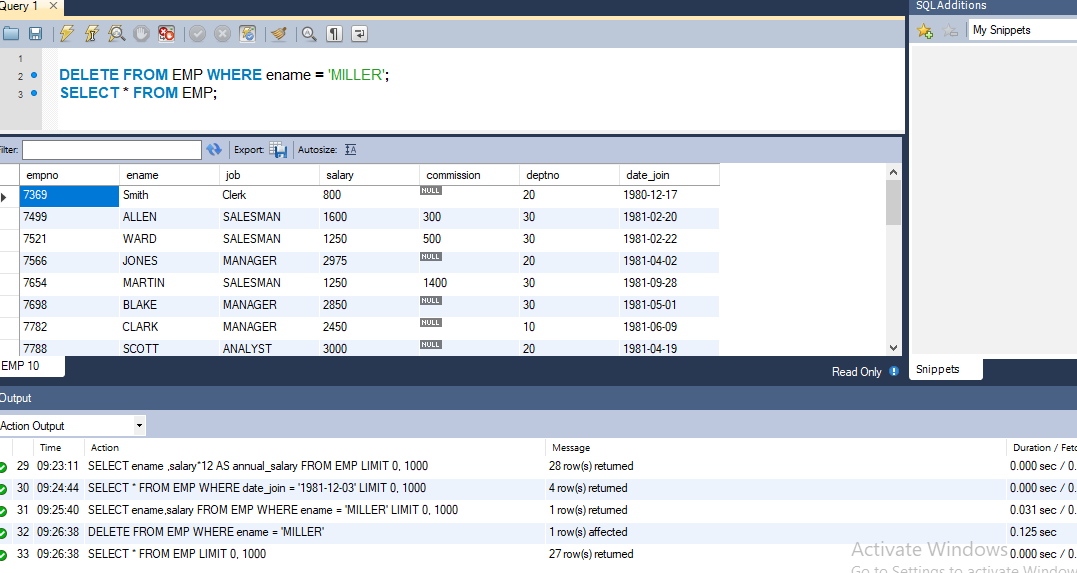 Query 1 ×
SQLAdditions
My Snippets
1
2 DELETE FROM EMP WHERE ename = 'MILLER';
3 SELECT * FROM EMP;
Export: Autosize:
empno ename job salary commission deptno date_join
7369 Smith Clerk 800 NULL 20 1980-12-17
7499 ALLEN SALESMAN 1600 300 30 1981-02-20
7521 WARD SALESMAN 1250 500 30 1981-02-22
7566 JONES MANAGER 2975 NULL 20 1981-04-02
7654 MARTIN SALESMAN 1250 1400 30 1981-09-28
7698 BLAKE MANAGER 2850 NULL 30 1981-05-01
7782 CLARK MANAGER 2450 NULL 10 1981-06-09
7788 SCOTT ANALYST 3000 NULL 20 1981-04-19
EMP 10
Read Only
Snippets
Output
Action Output
Time Action Message Duration /
29 09:23:11 SELECT ename ,salary*12 AS annual_salary FROM EMP LIMIT 0, 1000 28 row(s) returned 0.000 sec / 0.
30 09:24:44 SELECT * FROM EMP WHERE date_join = '1981-12-03' LIMIT 0, 1000 4 row(s) returned 0.000 sec / 0.
31 09:25:40 SELECT ename,salary FROM EMP WHERE ename = 'MILLER' LIMIT 0, 1000 1 row(s) returned 0.031 sec / 0.
32 09:26:38 DELETE FROM EMP WHERE ename = 'MILLER' 1 row(s) affected 0.125 sec
33 09:26:38 SELECT * FROM EMP LIMIT 0, 1000 27 row(s) returned 0.000 sec / 0.
Activate Windows
Go to Settings to activate Window